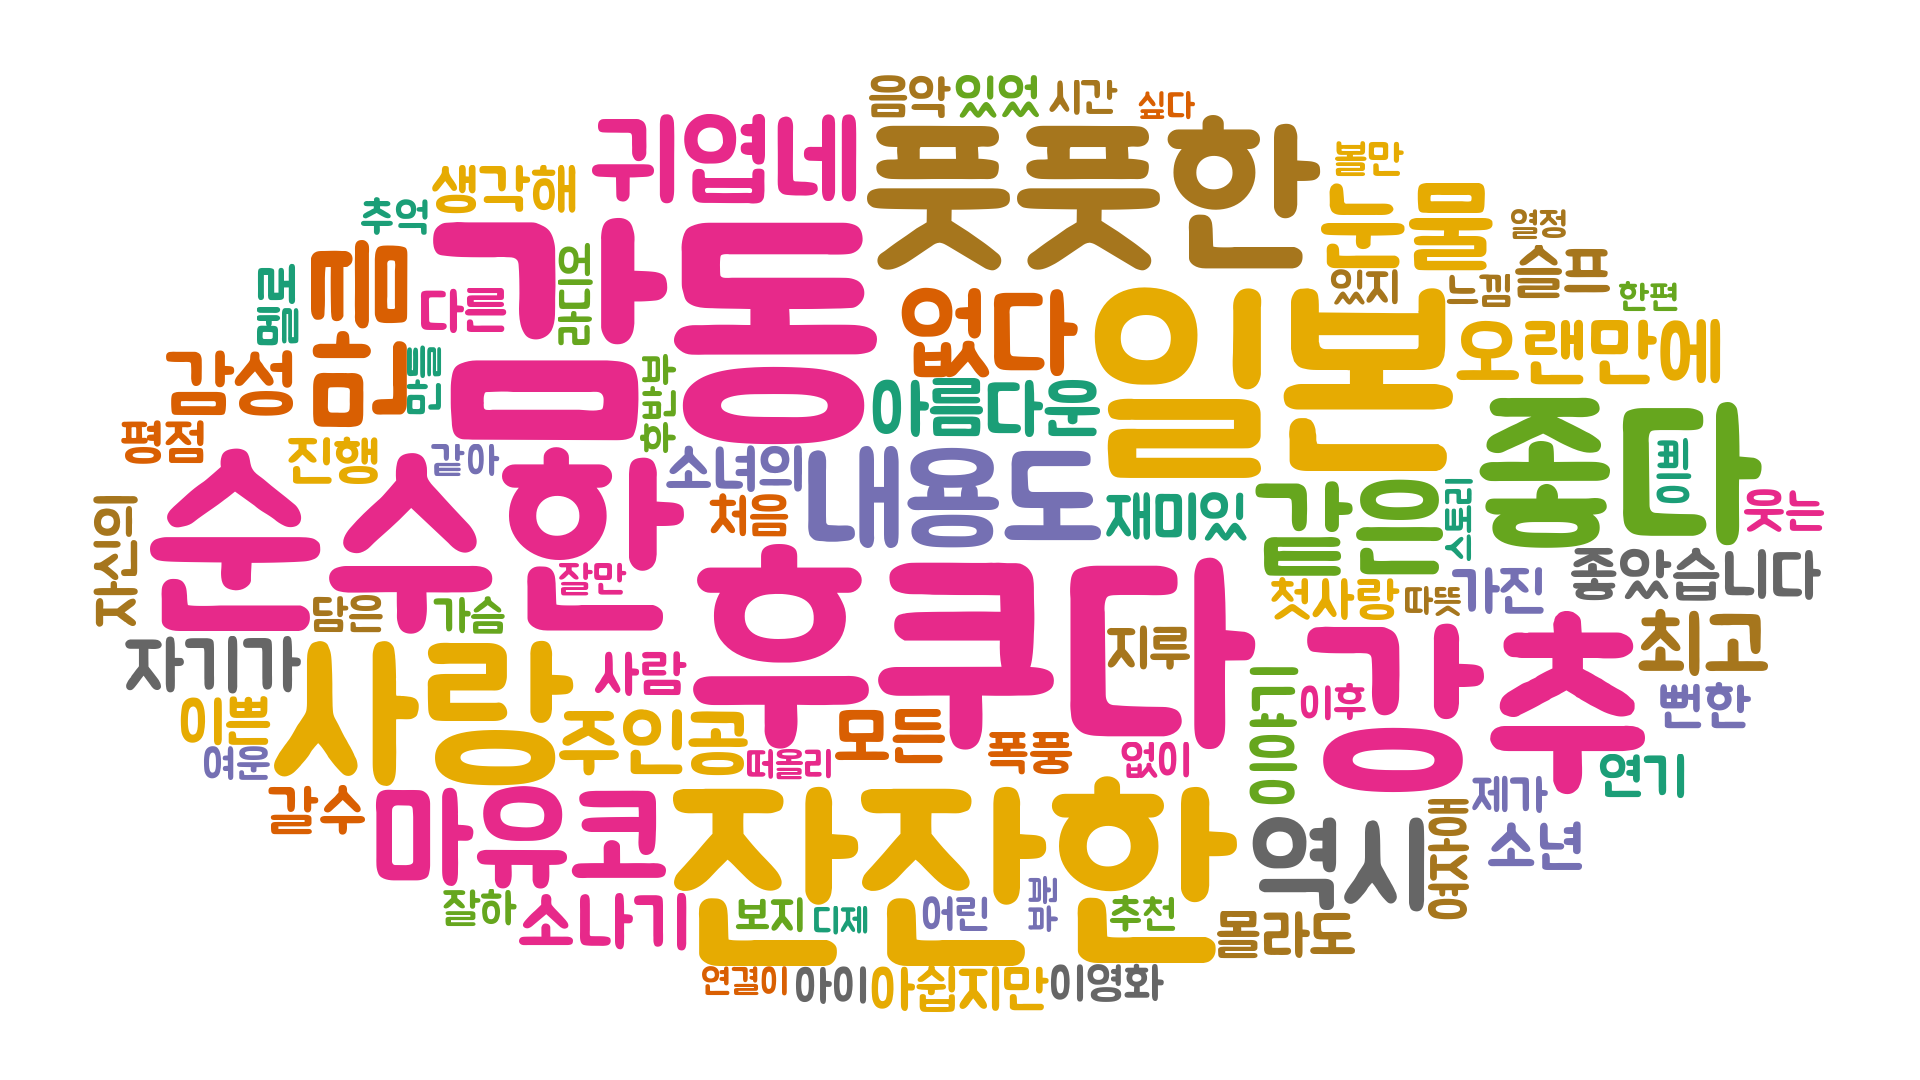 음악
있었
시간
싶다
귀엽네
풋풋한
볼만
생각해
눈물
추억
열정
감동
슬프
다른
있지
느낌
한편
멜로
없다
일본
오랜만에
감성
아름다운
좋다
평점
진행
같아
순수한
소녀의
내용도
처음
재미있
같은
스토리
웃는
자신의
좋았습니다
잘만
첫사랑
따뜻
가진
담은
가슴
후쿠다
지루
강추
최고
자기가
사랑
사람
이후
뻔한
이쁜
주인공
모든
여운
떠올리
폭풍
없이
연기
갈수
마유코
잔잔한
제가
역시
소년
잘하
소나기
보지
디제
어린
추천
몰라도
연결이
아이
아쉽지만
이영화